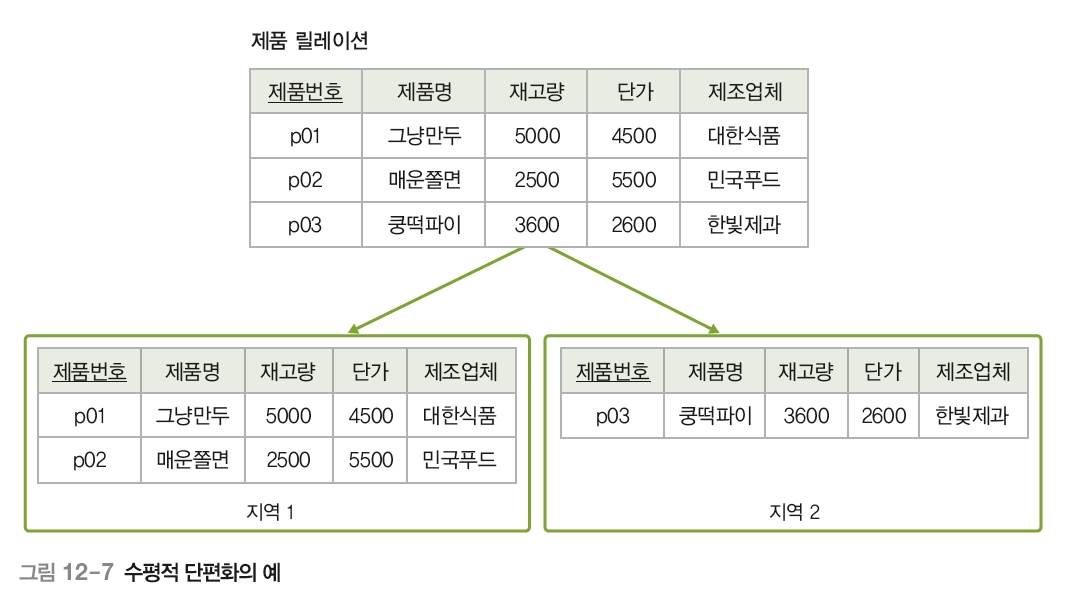 제품 릴레이션
제품번호 제품명 재고량 단가 제조업체
p01 그냥만두 5000 4500 대한식품
p02 매운쫄면 2500 5500 민국푸드
p03 쿵떡파이 3600 2600 한빛제과
제품번호 제품명 재고량 단가 제조업체
p01 그냥만두 5000 4500 대한식품
p02 매운쫄면 2500 5500 민국푸드
지역 1
제품번호 제품명 재고량 단가 제조업체
p03 쿵떡파이 3600 2600 한빛제과
지역 2
그림 12-7 수평적 단편화의 예